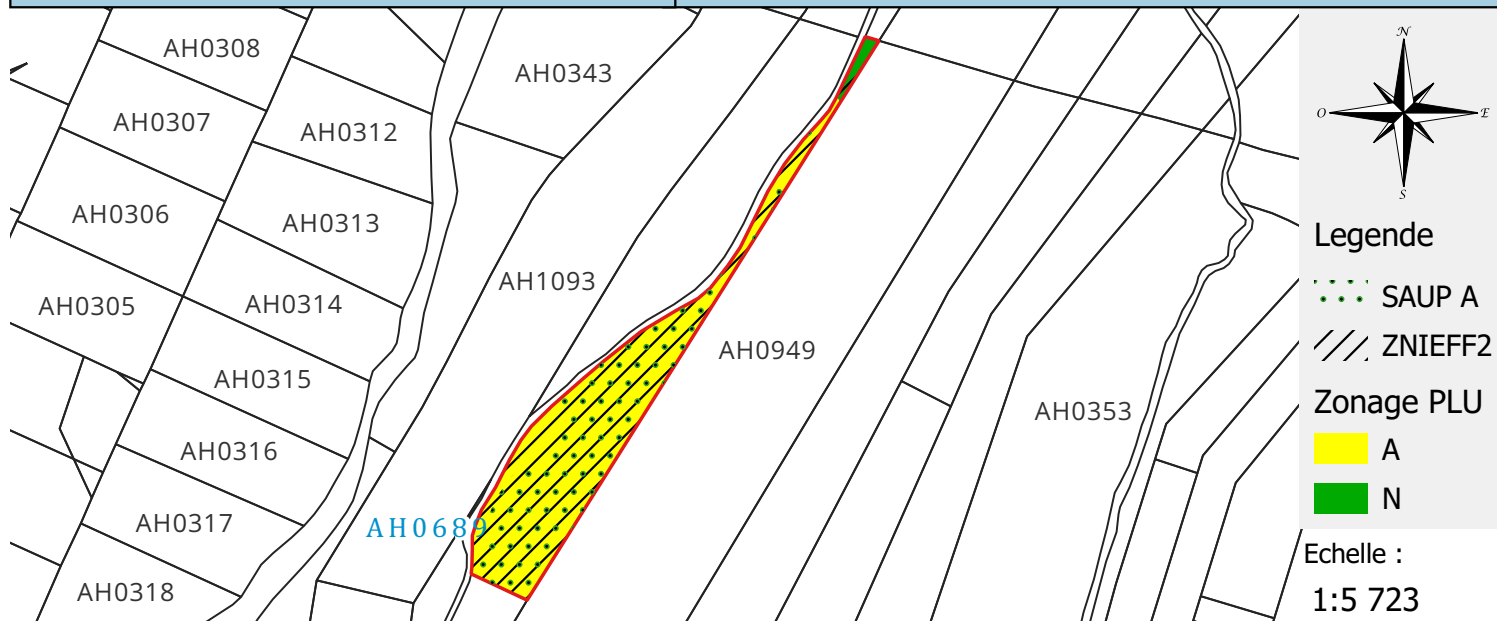 AH0308
AH0343
N
AH0307
AH0312
O
E
AH0306
AH0313
S
Legende
AH1093
AH0305
AH0314
SAUP A
AH0949
ZNIEFF2
AH0315
Zonage PLU
AH0353
AH0316
A
N
AH0317
AH0689
Echelle :
AH0318
1:5 723